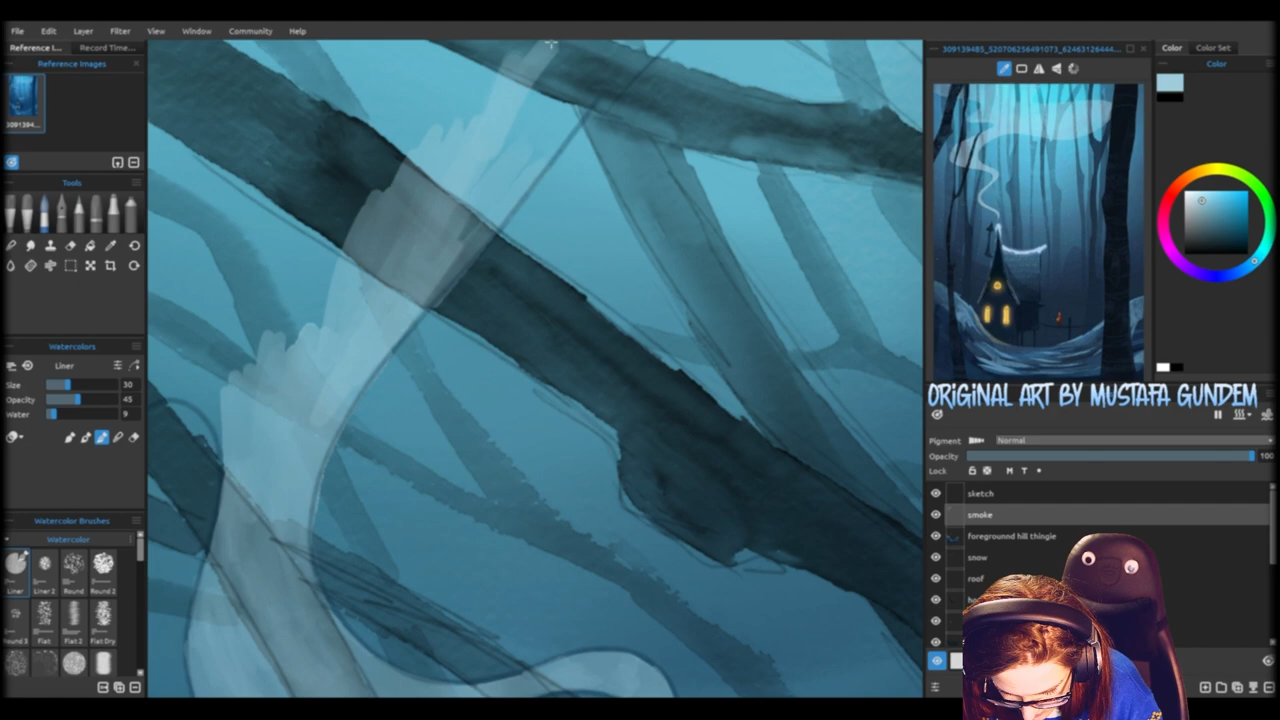 File Edit Layer Filter View Window Community Help
Reference I... Record Time...
Reference Images
3091394...
Tools
Watercolors
Liner
Size 30
Opacity 45
Water 9
Watercolor Brushes
Watercolor
Liner Liner 2 Round Round 2
Round 3 Flat Flat 2 Flat Dry
309139485_520706256491073_62463126444...
Color Color Set
Color
ORIGINAL ART BY MUSTAFA GUNDEM
Pigment Normal
Opacity 100
Lock M T
sketch
smoke
foreground hill thingie
snow
roof